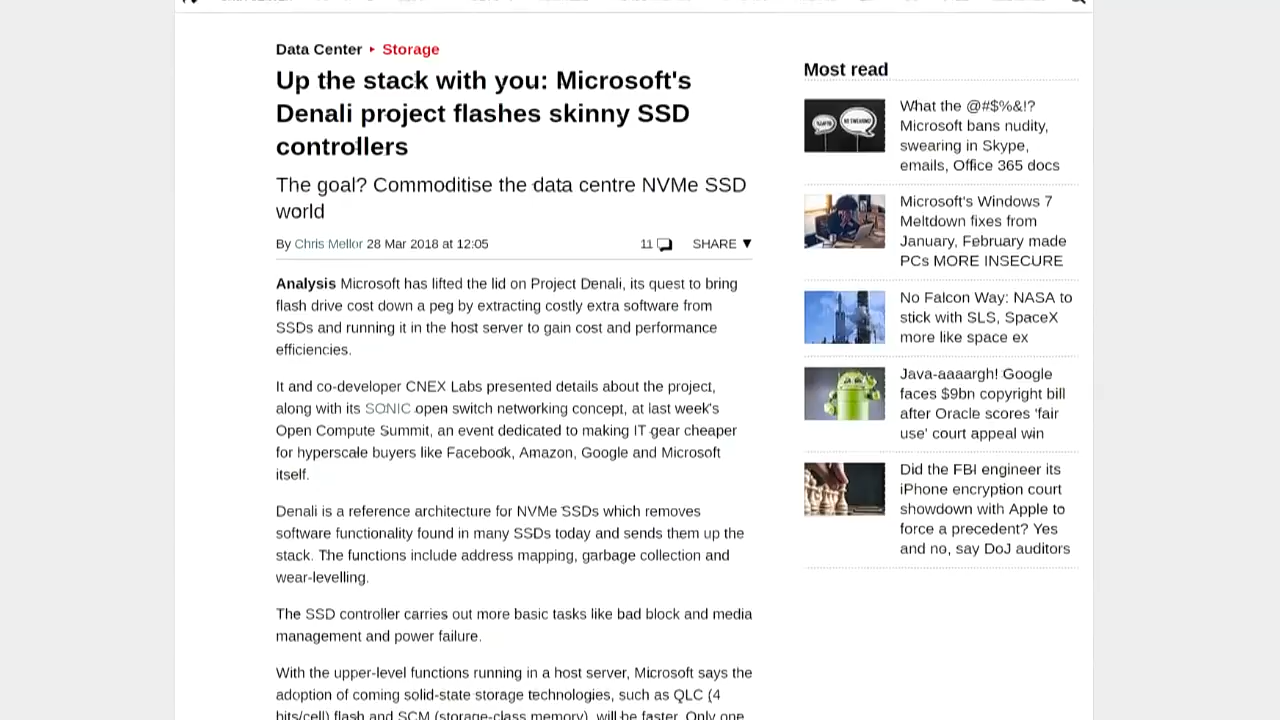 Data Center ▸ Storage
Up the stack with you: Microsoft's
Denali project flashes skinny SSD
controllers
The goal? Commoditise the data centre NVMe SSD
world
By Chris Mellor 28 Mar 2018 at 12:05
11
SHARE ▼
Analysis Microsoft has lifted the lid on Project Denali, its quest to bring
flash drive cost down a peg by extracting costly extra software from
SSDs and running it in the host server to gain cost and performance
efficiencies.
It and co-developer CNEX Labs presented details about the project,
along with its SONIC open switch networking concept, at last week's
Open Compute Summit, an event dedicated to making IT gear cheaper
for hyperscale buyers like Facebook, Amazon, Google and Microsoft
itself.
Denali is a reference architecture for NVMe SSDs which removes
software functionality found in many SSDs today and sends them up the
stack. The functions include address mapping, garbage collection and
wear-levelling.
The SSD controller carries out more basic tasks like bad block and media
management and power failure.
With the upper-level functions running in a host server, Microsoft says the
adoption of coming solid-state storage technologies, such as QLC (4
bits/cell) flash and SCM (storage-class memory), will be faster. Only one
Most read
What the @#$%&!?
Microsoft bans nudity,
swearing in Skype,
emails, Office 365 docs
Microsoft's Windows 7
Meltdown fixes from
January, February made
PCs MORE INSECURE
No Falcon Way: NASA to
stick with SLS, SpaceX
more like space ex
Java-aaaargh! Google
faces $9bn copyright bill
after Oracle scores 'fair
use' court appeal win
Did the FBI engineer its
iPhone encryption court
showdown with Apple to
force a precedent? Yes
and no, say DoJ auditors